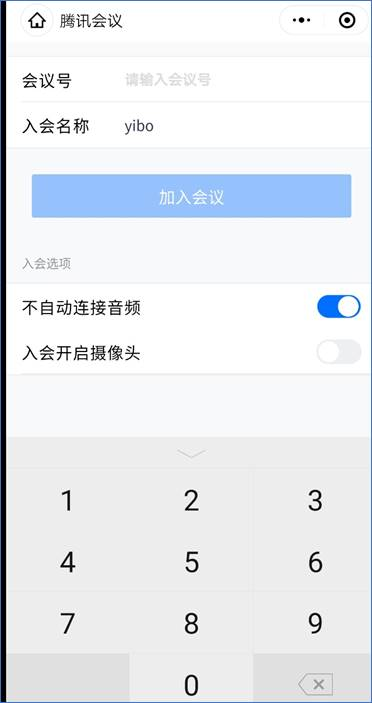 腾讯会议
会议号 请输入会议号
入会名称 yibo
加入会议
入会选项
不自动连接音频
入会开启摄像头
1 2 3
4 5 6
7 8 9
0